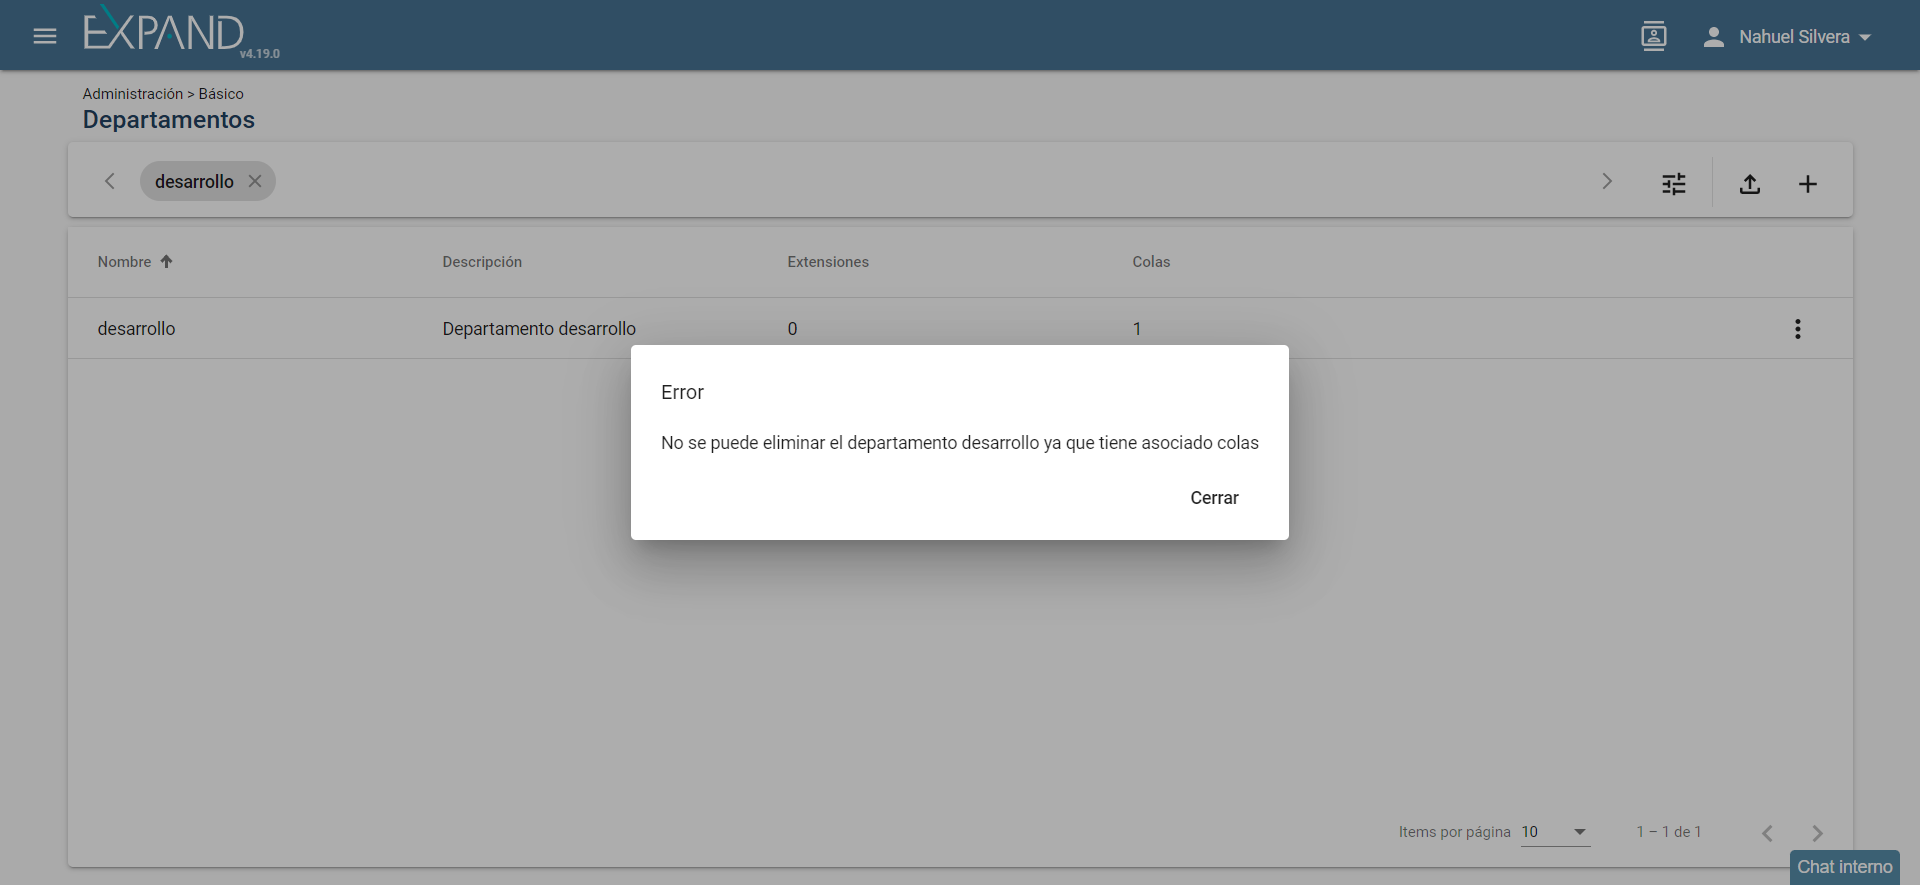 EXPAND
v4.19.0
Nahuel Silvera
Administración > Básico
Departamentos
desarrollo
Nombre Descripción Extensiones Colas
desarrollo Departamento desarrollo 0 1
Error
No se puede eliminar el departamento desarrollo ya que tiene asociado colas
Cerrar
Items por página 10 1 – 1 de 1
Chat interno